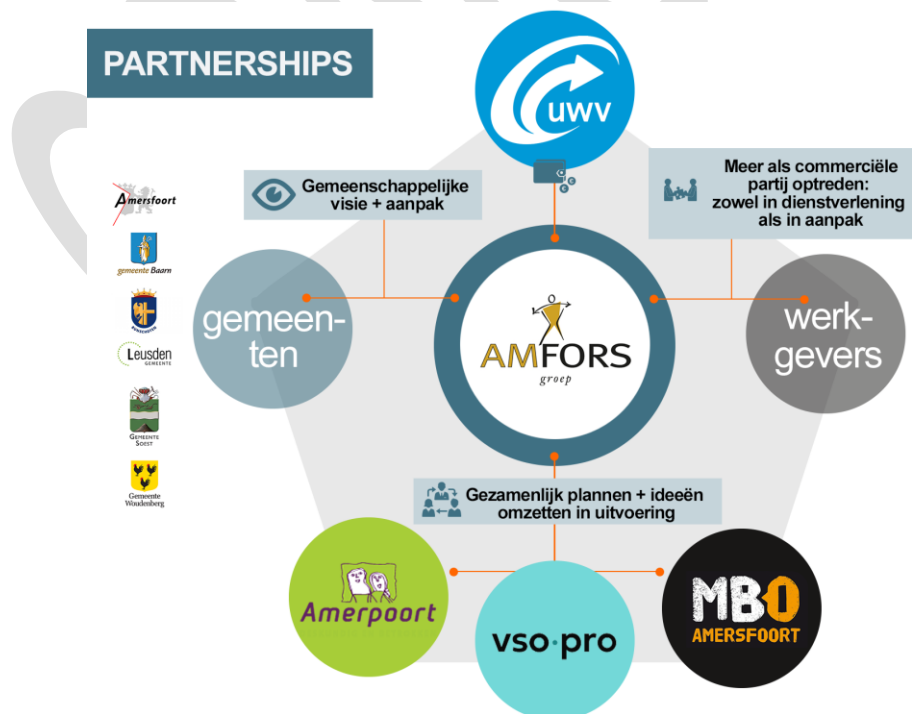 PARTNERSHIPS
uwv
Gemeenschappelijke
visie + aanpak
Meer als commerciële
partij optreden:
zowel in dienstverlening
als in aanpak
Amersfoort
gemeente Baarn
BUNSCHOTEN
Leusden
GEMEENTE
GEMEENTE
SOEST
Gemeente
Woudenberg
gemeen-
ten
AMFORS
groep
werk-
gevers
Gezamenlijk plannen + ideeën
omzetten in uitvoering
Amerpoort
vso·pro
MBO
AMERSFOORT